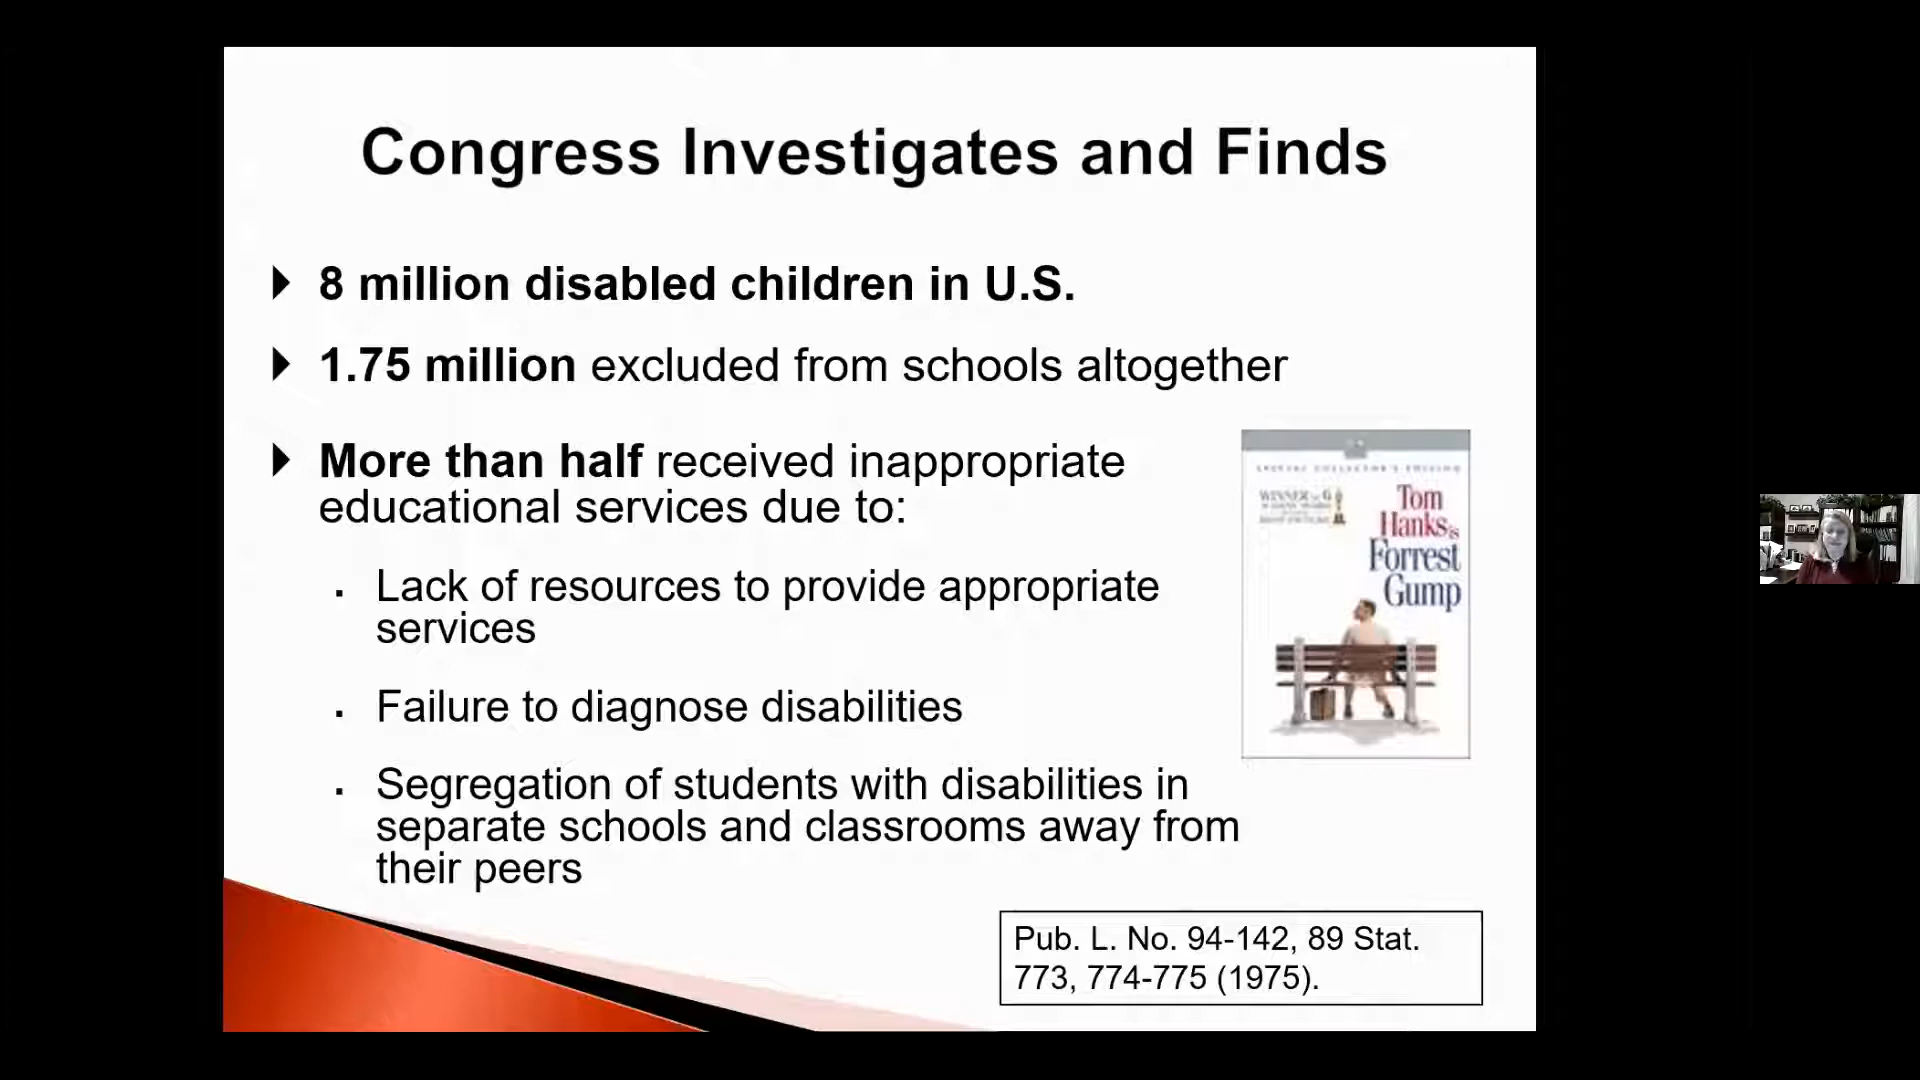 Congress Investigates and Finds
8 million disabled children in U.S.
1.75 million excluded from schools altogether
More than half received inappropriate
educational services due to:
Lack of resources to provide appropriate
services
Failure to diagnose disabilities
Segregation of students with disabilities in
separate schools and classrooms away from
their peers
SPECIAL COLLECTOR'S EDITION
WINNER of 6
Tom
Hanks is
Forrest
Gump
Pub. L. No. 94-142, 89 Stat.
773, 774-775 (1975).